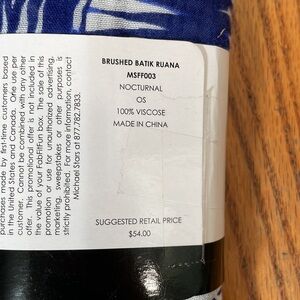 BRUSHED BATIK RUANA
MSFF003
NOCTURNAL
OS
100% VISCOSE
MADE IN CHINA
SUGGESTED RETAIL PRICE
$54.00
purchases made by first-time customers based
in the United States and Canada. One use per
customer. Cannot be combined with any other
offer. This promotional offer is not included in
the value of your FabFitFun box. The sale of this
promotion or use for unauthorized advertising,
marketing, sweepstakes or other purposes is
strictly prohibited. For more information, contact
Michael Stars at 877.782.7833.